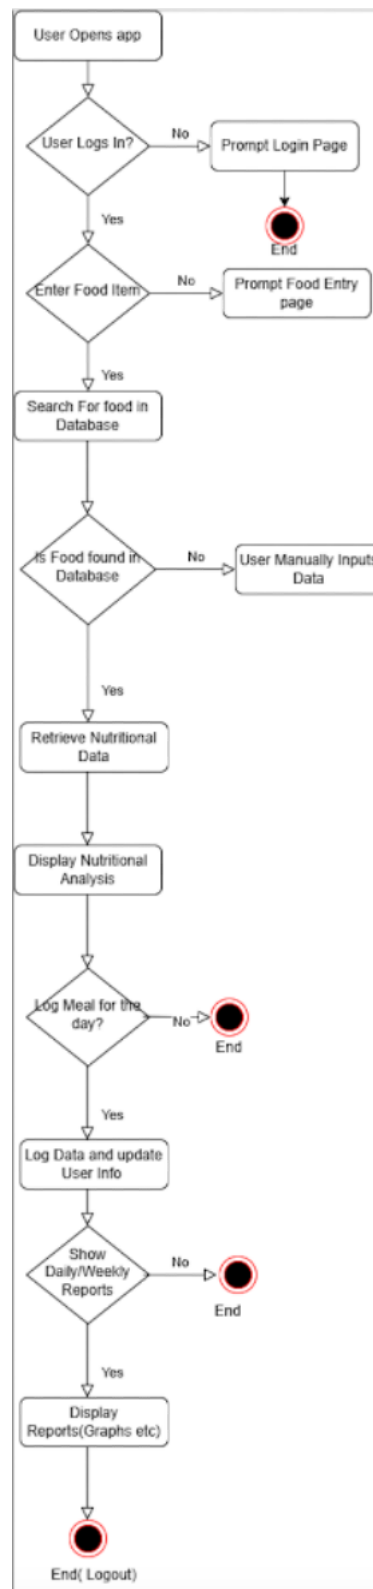 User Opens app
User Logs In?
No
Prompt Login Page
End
Yes
Enter Food Item
No
Prompt Food Entry
page
Yes
Search For food in
Database
Is Food found in
Database
No
User Manually Inputs
Data
Yes
Retrieve Nutritional
Data
Display Nutritional
Analysis
Log Meal for the
day?
No
End
Yes
Log Data and update
User Info
Show
Daily/Weekly
Reports
No
End
Yes
Display
Reports(Graphs etc)
End( Logout)